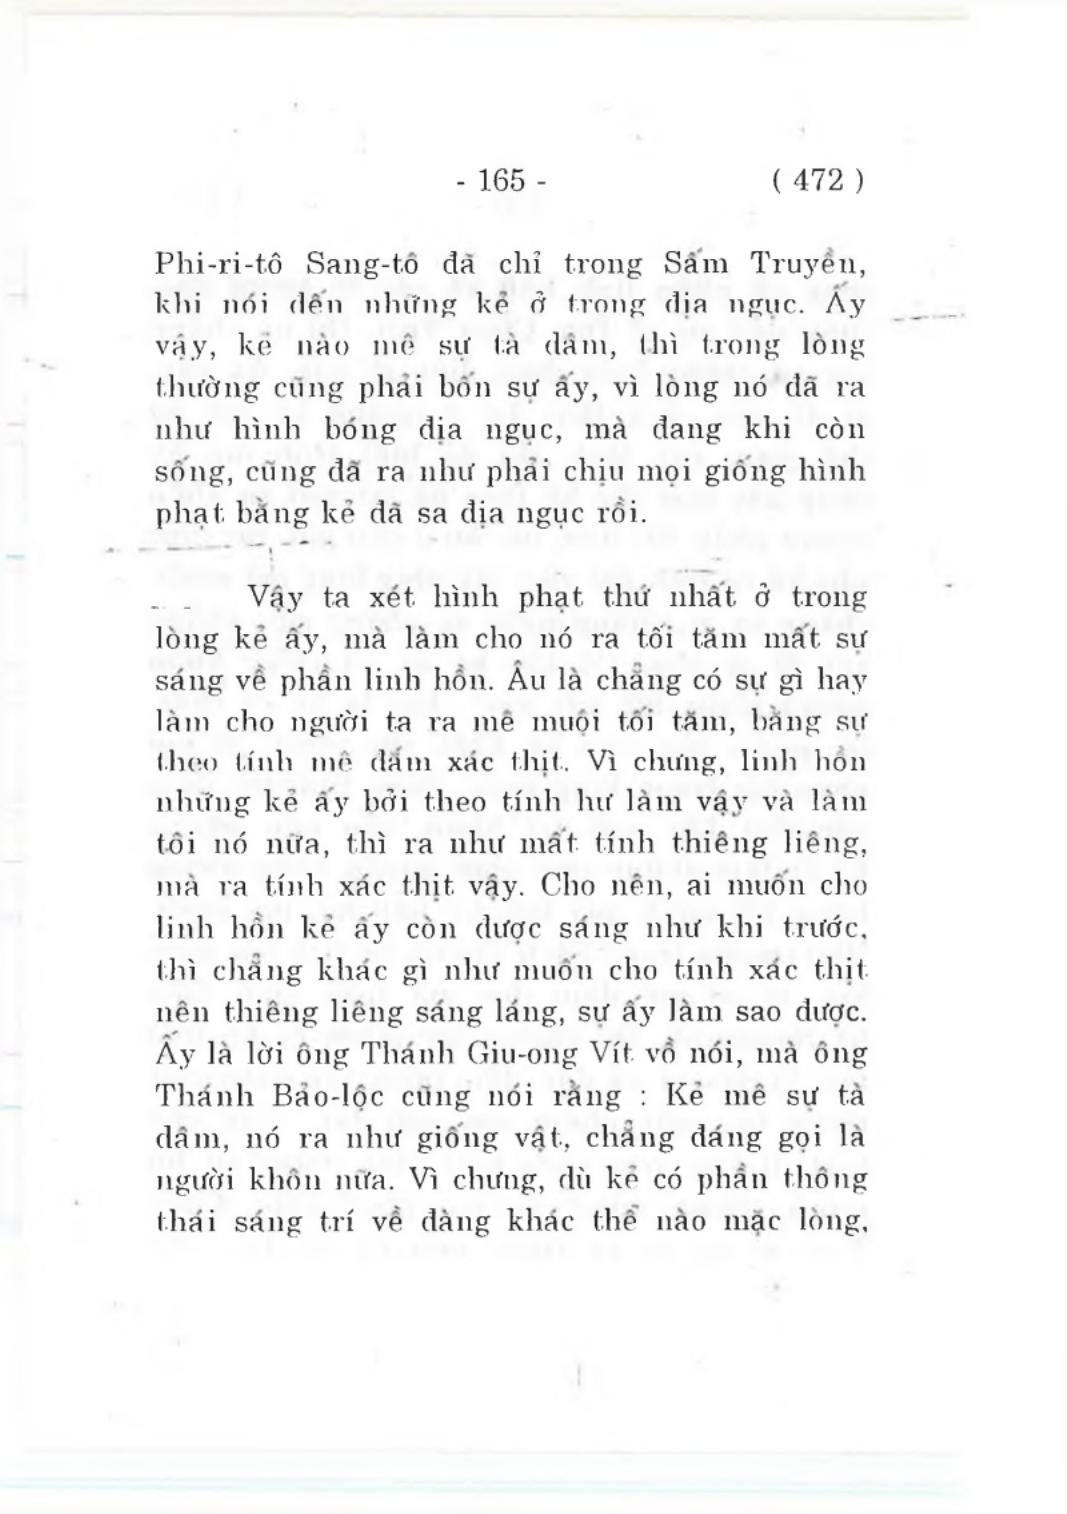 - 165 - ( 472 )
Phi-ri-tô Sang-tô đã chỉ trong Sấm Truyền,
khi nói đến những kẻ ở trong địa ngục. Ấy
vậy, kẻ nào mê sự tà dâm, thì trong lòng
thường cũng phải bốn sự ấy, vì lòng nó đã ra
như hình bóng địa ngục, mà đang khi còn
sống, cũng đã ra như phải chịu mọi giống hình
phạt bằng kẻ đã sa địa ngục rồi.
Vậy ta xét hình phạt thứ nhất ở trong
lòng kẻ ấy, mà làm cho nó ra tối tăm mất sự
sáng về phần linh hồn. Âu là chẳng có sự gì hay
làm cho người ta ra mê muội tối tăm, bằng sự
theo tính mê đắm xác thịt. Vì chưng, linh hồn
những kẻ ấy bởi theo tính hư làm vậy và làm
tôi nó nữa, thì ra như mất tính thiêng liêng,
mà ra tính xác thịt vậy. Cho nên, ai muốn cho
linh hồn kẻ ấy còn được sáng như khi trước,
thì chẳng khác gì như muốn cho tính xác thịt
nên thiêng liêng sáng láng, sự ấy làm sao được.
Ấy là lời ông Thánh Giu-ong Vít vồ nói, mà ông
Thánh Bảo-lộc cũng nói rằng : Kẻ mê sự tà
dâm, nó ra như giống vật, chẳng đáng gọi là
người khôn nữa. Vì chưng, dù kẻ có phần thông
thái sáng trí về đàng khác thể nào mặc lòng,